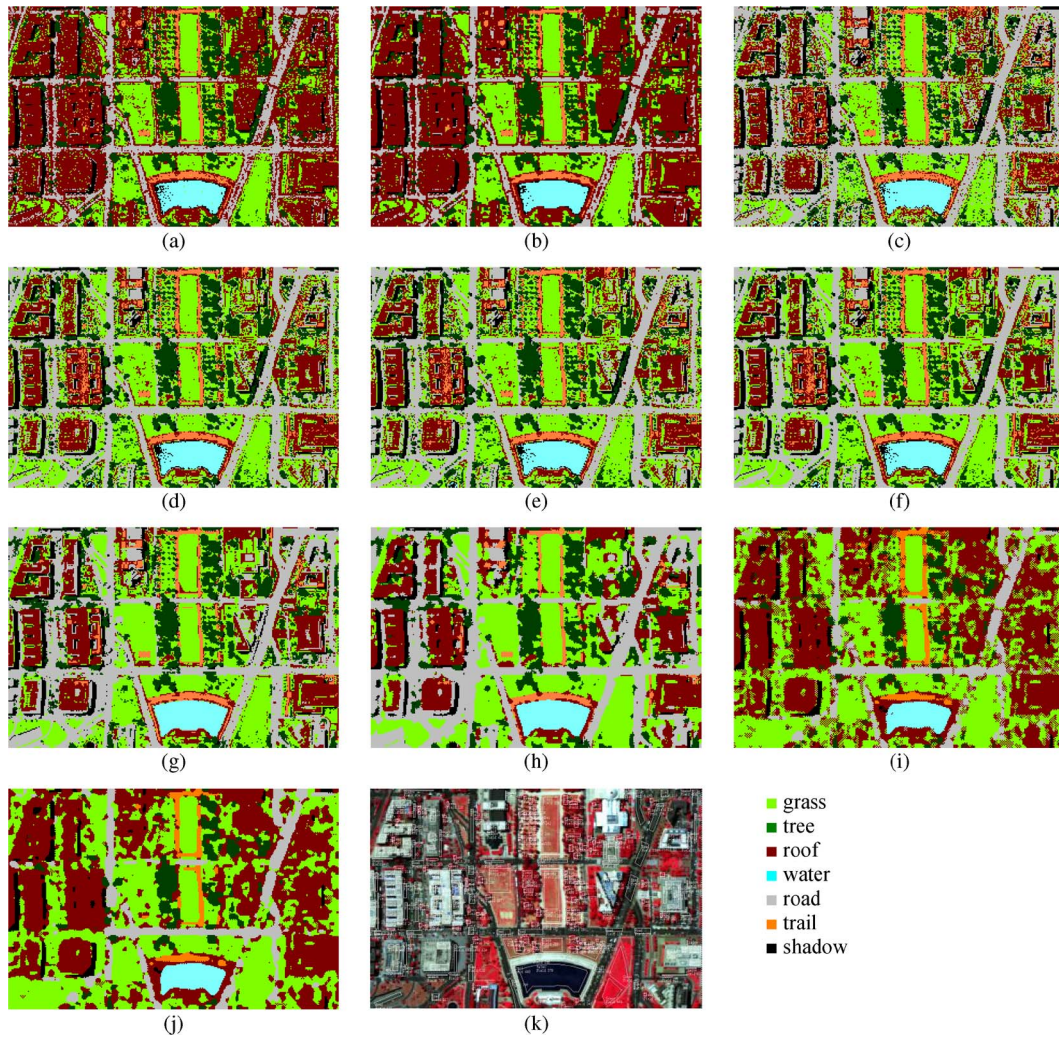 (a)
(b)
(c)
(d)
(e)
(f)
(g)
(h)
(i)
grass
tree
roof
water
road
trail
shadow
(j)
(k)